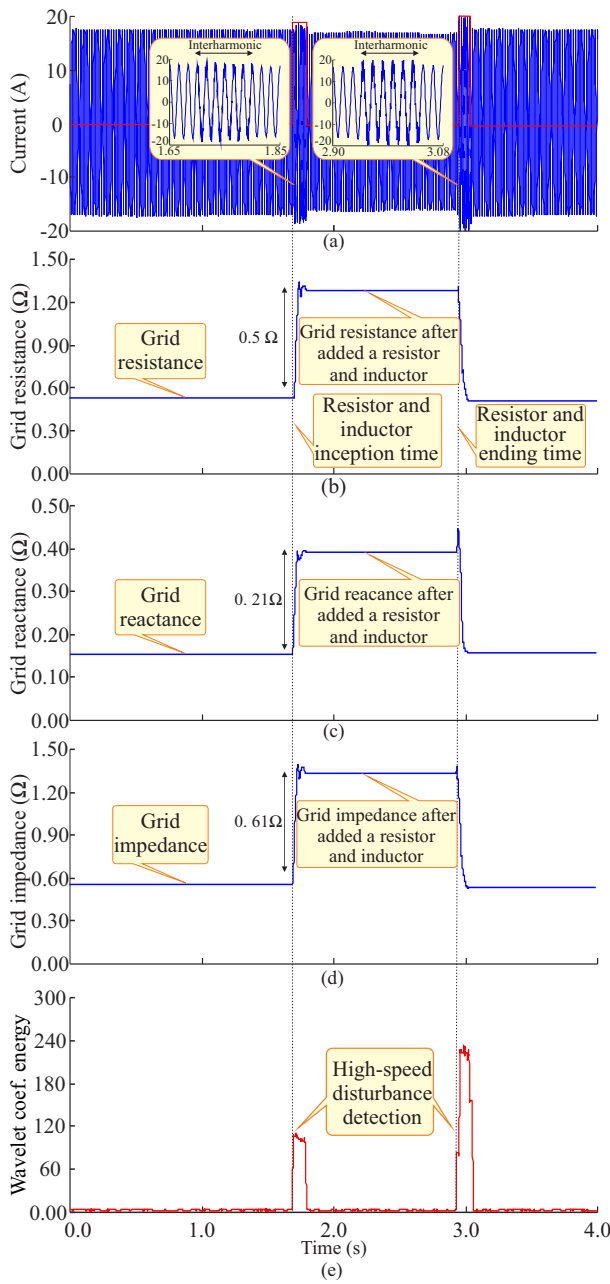 Current (A)
20
10
0
-10
-20
Interharmonic
20
10
0
-10
-20
1.65
1.85
Interharmonic
20
10
0
-10
-20
2.90
3.08
(a)
Grid resistance (Ω)
1.50
1.20
0.90
0.60
0.30
0.00
Grid
resistance
0.5 Ω
Grid resistance after
added a resistor
and inductor
Resistor and
inductor
inception time
Resistor and
inductor
ending time
(b)
Grid reactance (Ω)
0.50
0.40
0.30
0.15
0.10
0.00
Grid
reactance
0. 21Ω
Grid reacance after
added a resistor
and inductor
(c)
Grid impedance (Ω)
1.50
1.20
0.90
0.60
0.30
0.00
Grid
impedance
0. 61Ω
Grid impedance after
added a resistor
and inductor
(d)
Wavelet coef. energy
300
240
180
120
60
0.00
High-speed
disturbance
detection
0.0
1.0
2.0
3.0
4.0
Time (s)
(e)